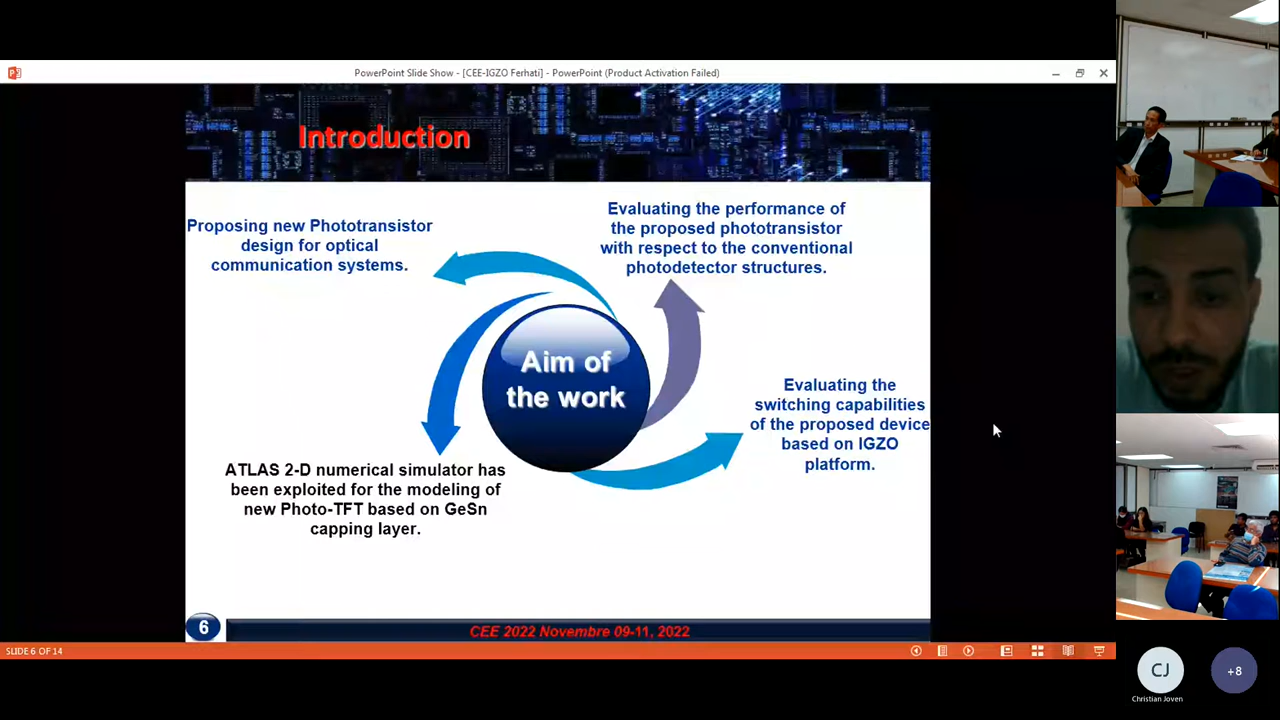 PowerPoint Slide Show - [CEE-IGZO Ferhati] - PowerPoint (Product Activation Failed)
Introduction
Proposing new Phototransistor
design for optical
communication systems.
Evaluating the performance of
the proposed phototransistor
with respect to the conventional
photodetector structures.
Aim of
the work
Evaluating the
switching capabilities
of the proposed device
based on IGZO
platform.
ATLAS 2-D numerical simulator has
been exploited for the modeling of
new Photo-TFT based on GeSn
capping layer.
6
CEE 2022 Novembre 09-11, 2022
SLIDE 6 OF 14
CJ
+8
Christian Joven